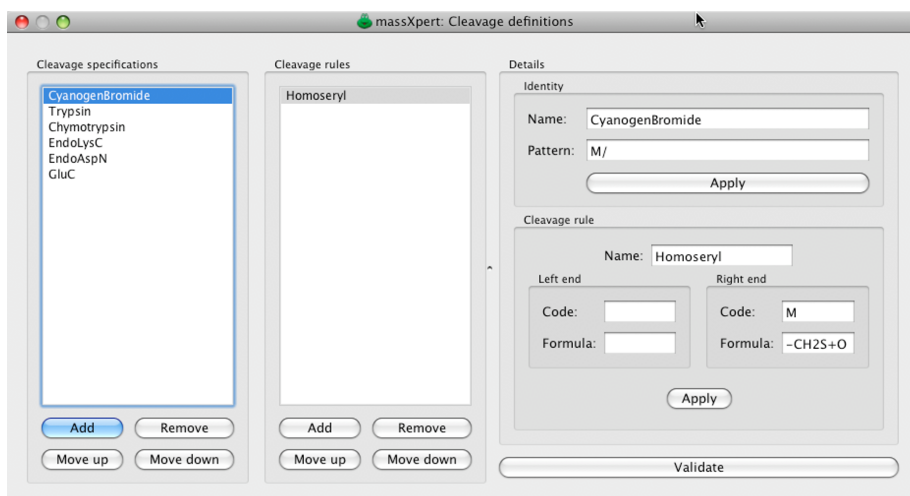 massXpert: Cleavage definitions
Cleavage specifications
CyanogenBromide
Trypsin
Chymotrypsin
EndoLysC
EndoAspN
GluC
Add
Remove
Move up
Move down
Cleavage rules
Homoseryl
Add
Remove
Move up
Move down
Details
Identity
Name: CyanogenBromide
Pattern: M/
Apply
Cleavage rule
Name: Homoseryl
Left end
Code:
Formula:
Right end
Code: M
Formula: -CH2S+O
Apply
Validate